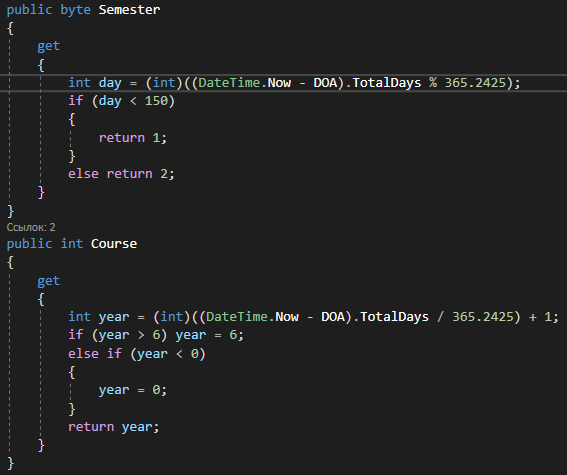 public byte Semester
{
get
{
int day = (int)((DateTime.Now - DOA).TotalDays % 365.2425);
if (day < 150)
{
return 1;
}
else return 2;
}
}
Ссылок: 2
public int Course
{
get
{
int year = (int)((DateTime.Now - DOA).TotalDays / 365.2425) + 1;
if (year > 6) year = 6;
else if (year < 0)
{
year = 0;
}
return year;
}
}